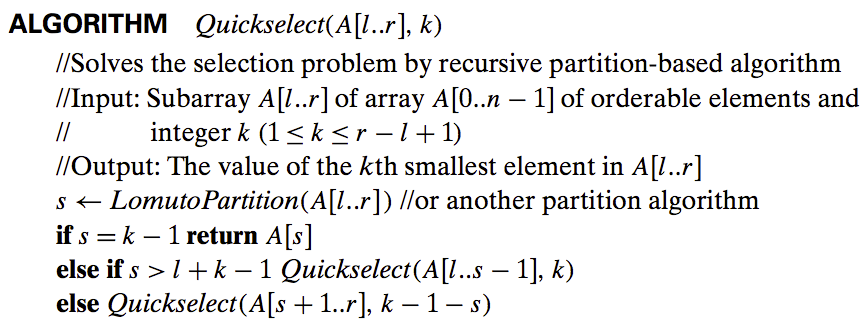 ALGORITHM Quickselect(A[l..r], k)
//Solves the selection problem by recursive partition-based algorithm
//Input: Subarray A[l..r] of array A[0..n − 1] of orderable elements and
// integer k (1 ≤ k ≤ r − l + 1)
//Output: The value of the kth smallest element in A[l..r]
s ← LomutoPartition(A[l..r]) //or another partition algorithm
if s = k − 1 return A[s]
else if s > l + k − 1 Quickselect(A[l..s − 1], k)
else Quickselect(A[s + 1..r], k − 1 − s)